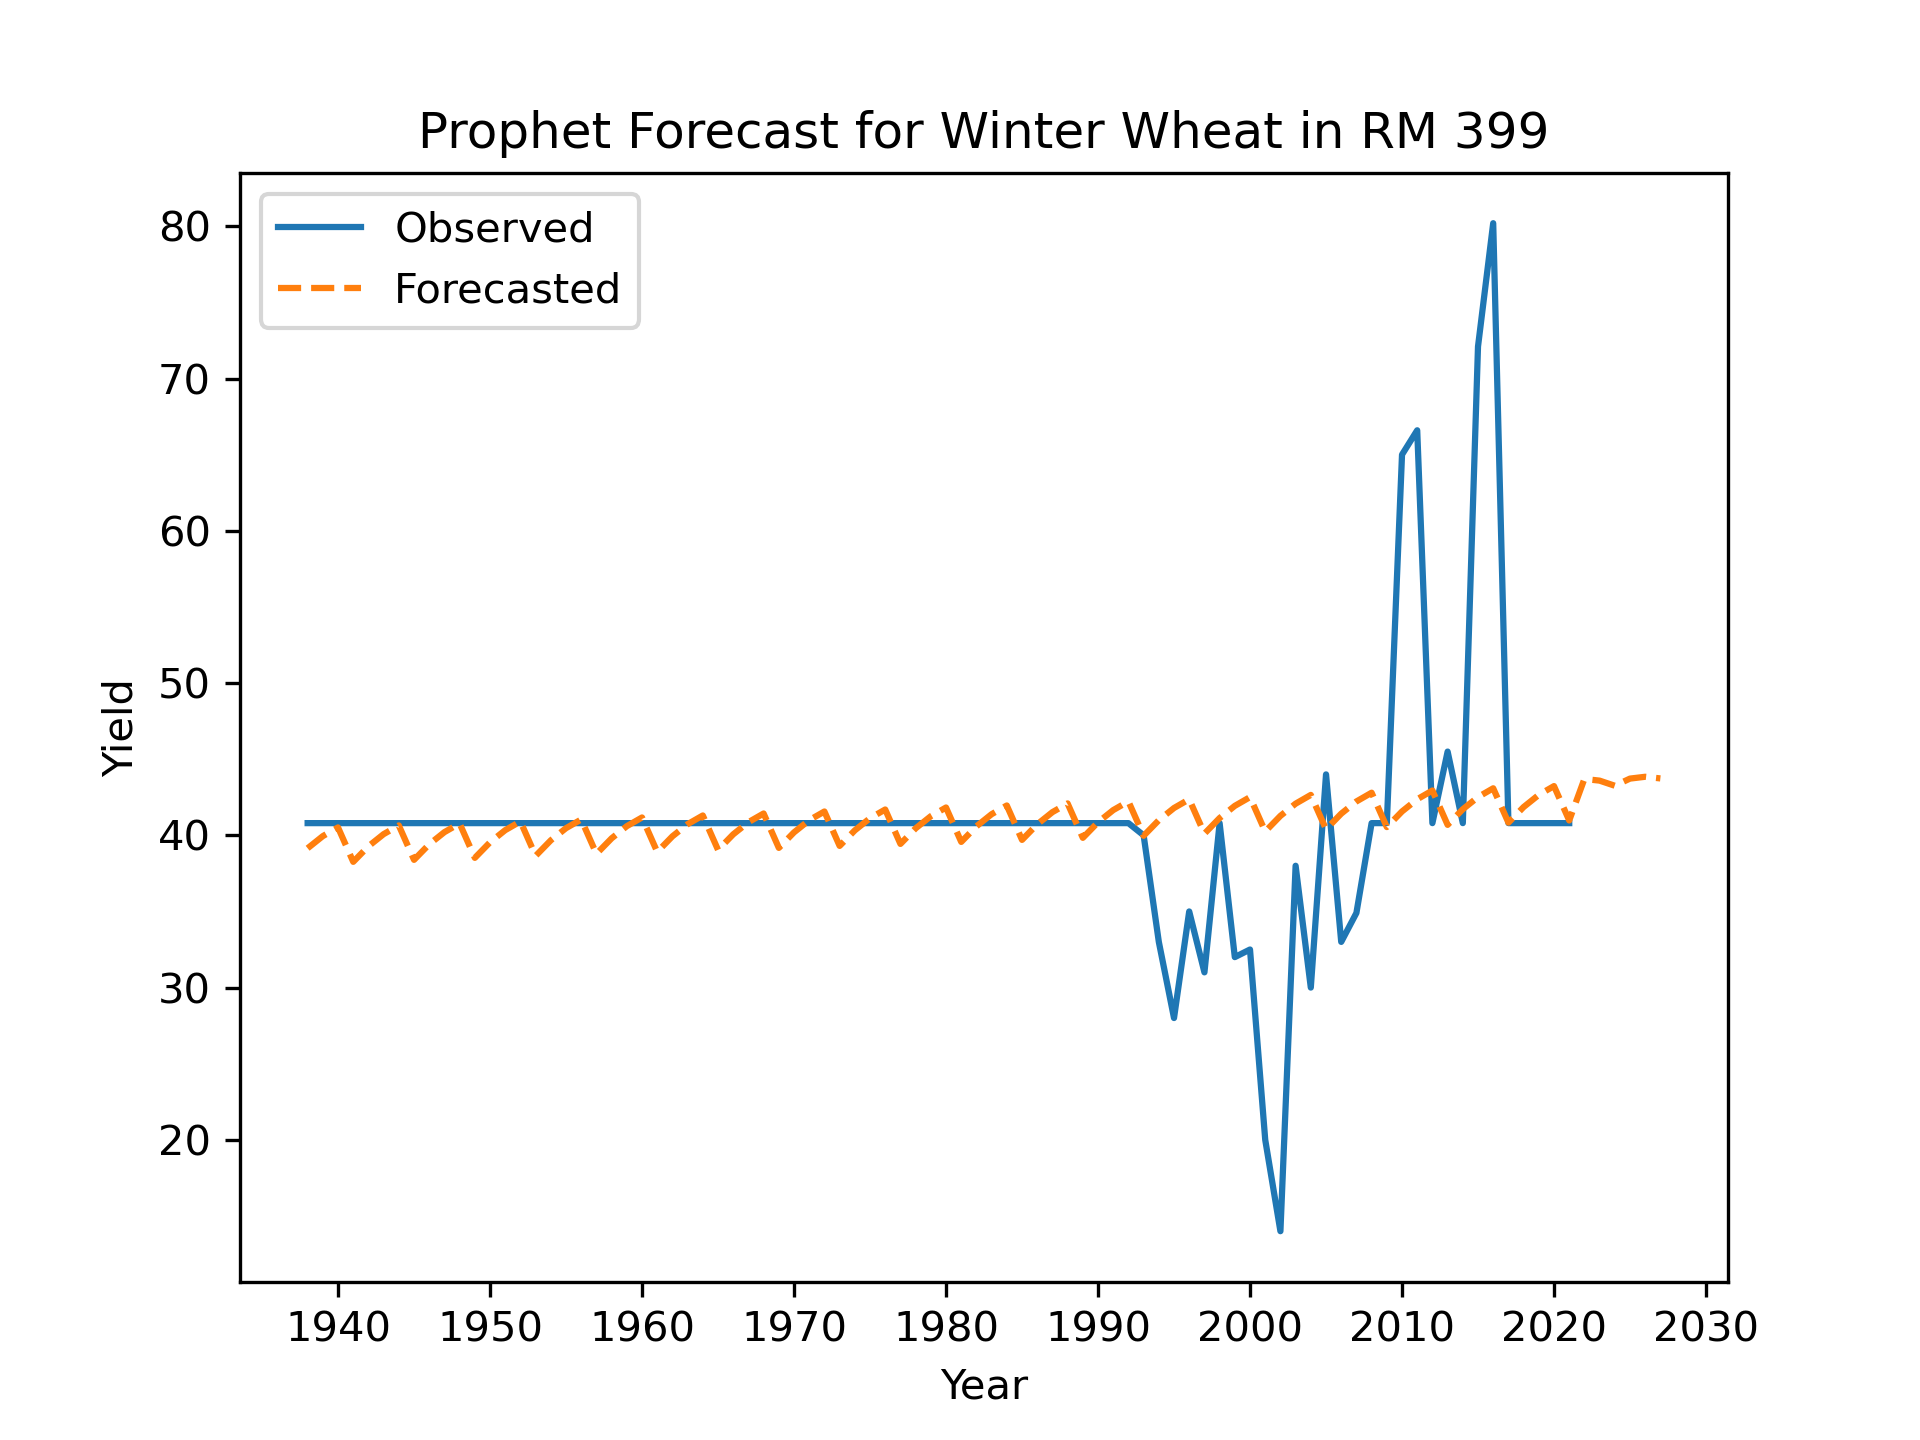 Prophet Forecast for Winter Wheat in RM 399
Observed
Forecasted
80
70
60
50
40
30
20
Yield
1940 1950 1960 1970 1980 1990 2000 2010 2020 2030
Year